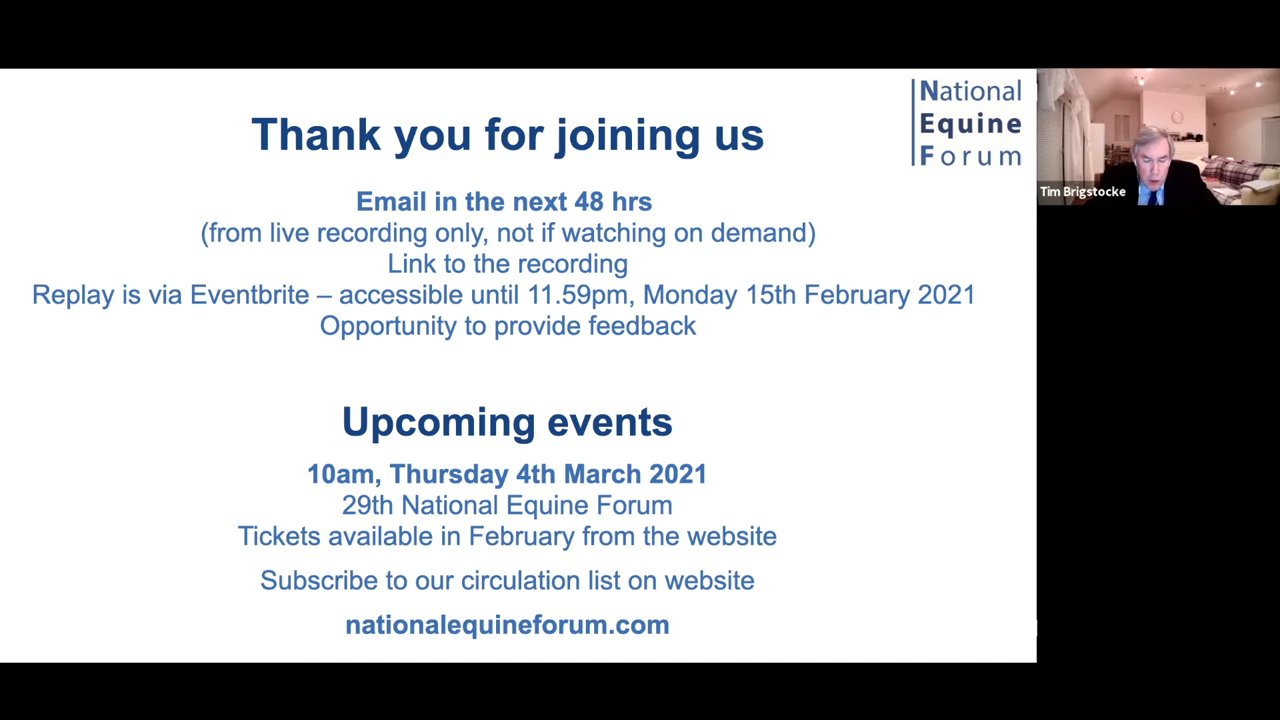 Thank you for joining us
Email in the next 48 hrs
(from live recording only, not if watching on demand)
Link to the recording
Replay is via Eventbrite – accessible until 11.59pm, Monday 15th February 2021
Opportunity to provide feedback
Upcoming events
10am, Thursday 4th March 2021
29th National Equine Forum
Tickets available in February from the website
Subscribe to our circulation list on website
nationalequineforum.com
National
Equine
Forum
Tim Brigstocke